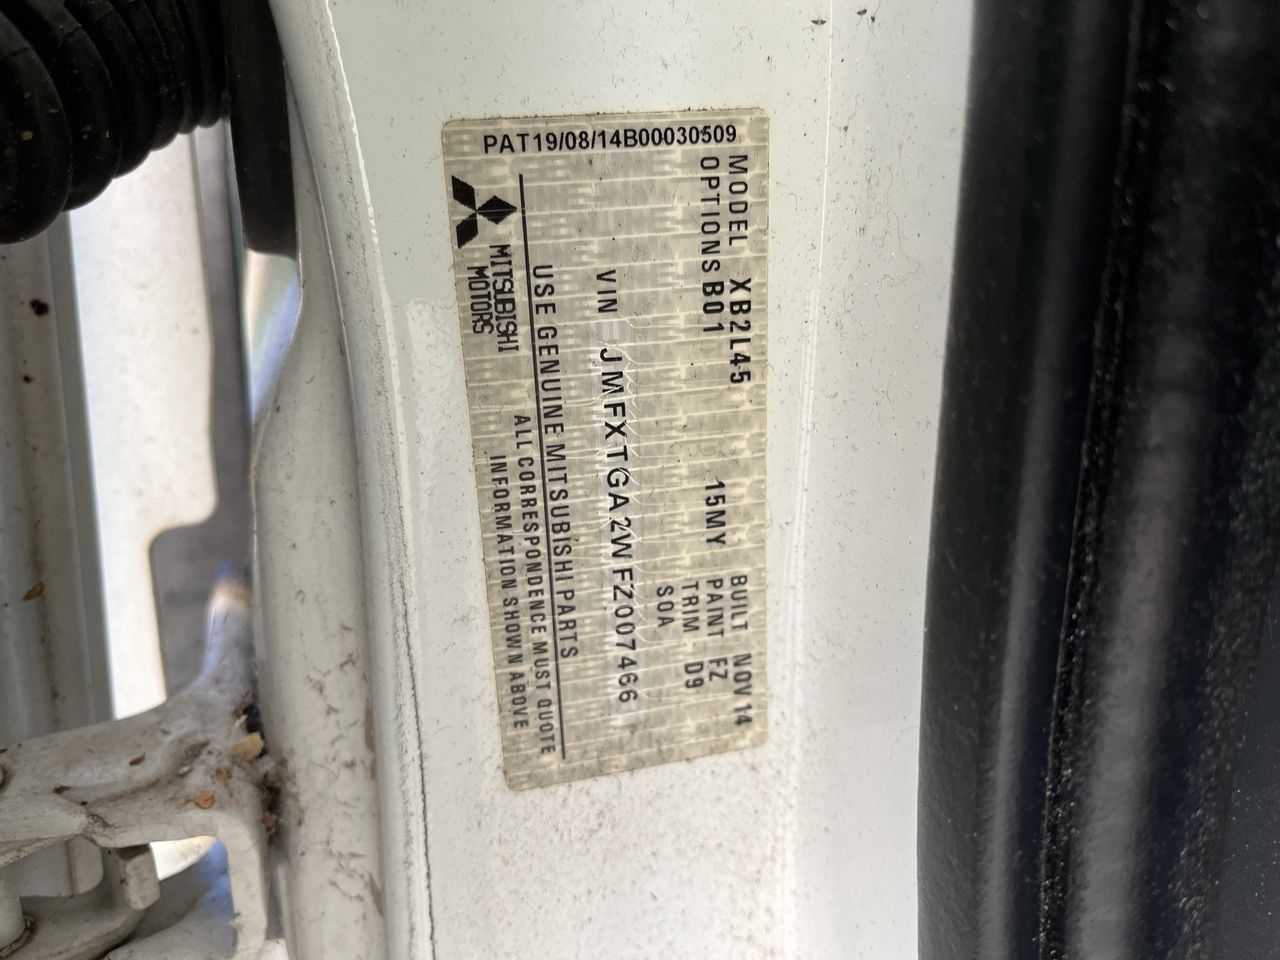 PAT19/08/14B00030509
MODEL XB2L45
OPTIONS B01 15MY
BUILT NOV 14
PAINT FZ
TRIM D9
SOA
VIN JMFXTGA2WFZ007466
USE GENUINE MITSUBISHI PARTS
MITSUBISHI
MOTORS
ALL CORRESPONDENCE MUST QUOTE
INFORMATION SHOWN ABOVE